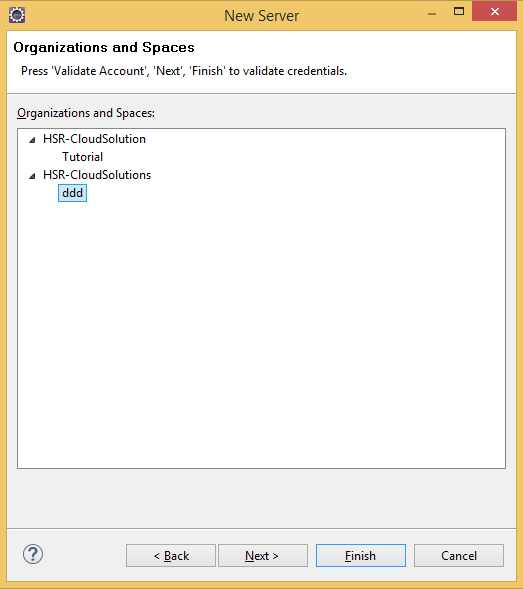 New Server
Organizations and Spaces
Press 'Validate Account', 'Next', 'Finish' to validate credentials.
Organizations and Spaces:
HSR-CloudSolution
Tutorial
HSR-CloudSolutions
ddd
?
< Back
Next >
Finish
Cancel